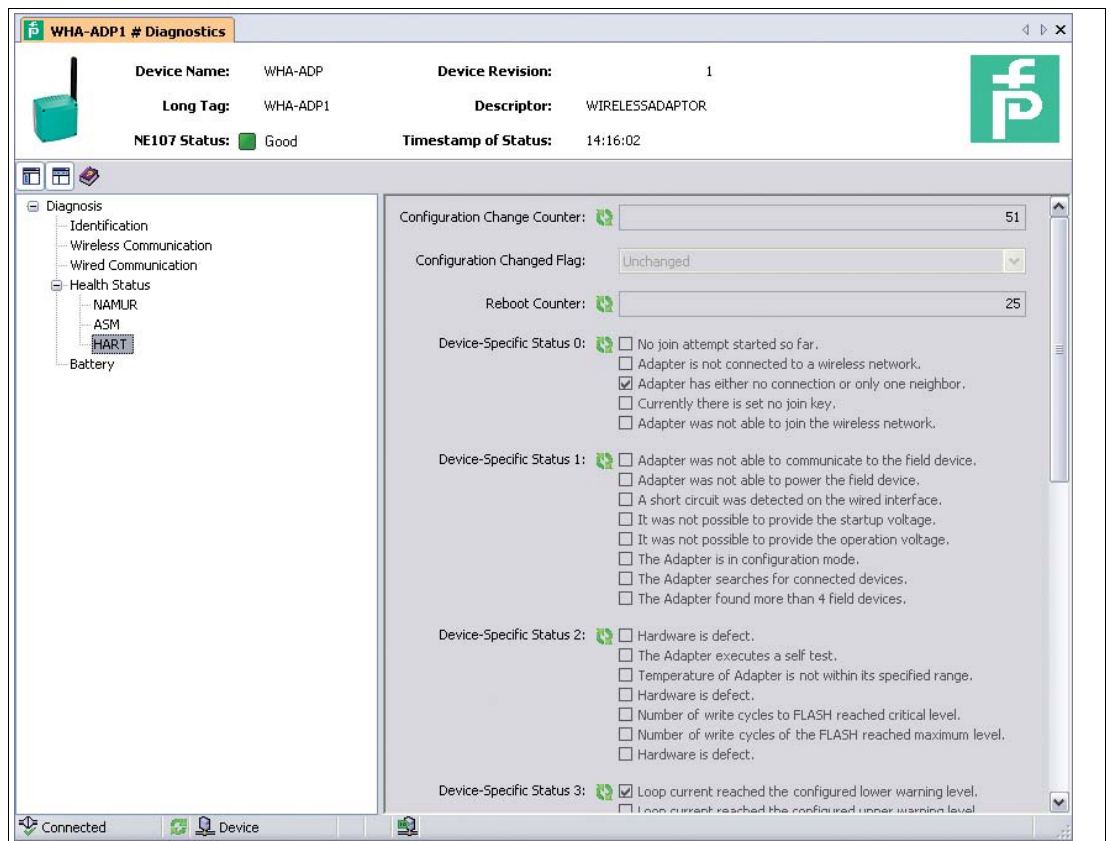 WHA-ADP1 # Diagnostics
Device Name: WHA-ADP Device Revision: 1
Long Tag: WHA-ADP1 Descriptor: WIRELESSADAPTOR
NE107 Status: Good Timestamp of Status: 14:16:02
Diagnosis
Identification
Wireless Communication
Wired Communication
Health Status
NAMUR
ASM
HART
Battery
Configuration Change Counter: 51
Configuration Changed Flag: Unchanged
Reboot Counter: 25
Device-Specific Status 0: No join attempt started so far.
Adapter is not connected to a wireless network.
Adapter has either no connection or only one neighbor.
Currently there is set no join key.
Adapter was not able to join the wireless network.
Device-Specific Status 1: Adapter was not able to communicate to the field device.
Adapter was not able to power the field device.
A short circuit was detected on the wired interface.
It was not possible to provide the startup voltage.
It was not possible to provide the operation voltage.
The Adapter is in configuration mode.
The Adapter searches for connected devices.
The Adapter found more than 4 field devices.
Device-Specific Status 2: Hardware is defect.
The Adapter executes a self test.
Temperature of Adapter is not within its specified range.
Hardware is defect.
Number of write cycles to FLASH reached critical level.
Number of write cycles of the FLASH reached maximum level.
Hardware is defect.
Device-Specific Status 3: Loop current reached the configured lower warning level.
Loop current reached the configured upper warning level
Connected Device